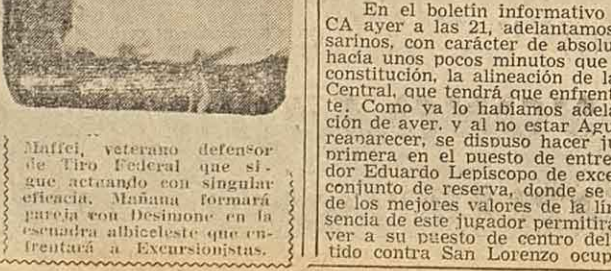 Maffei, veterano defensor
de Tiro Federal que si-
gue actuando con singular
eficacia. Mañana formará
pareja con Desimone en la
escuadra albiceleste que en-
frentará a Excursionistas.
En el boletín informativo
CA ayer a las 21, adelantamos
sarinos, con carácter de absolu
hacía unos pocos minutos que
constitución, la alineación de la
Central, que tendrá que enfrent
te. Como ya lo habíamos adela
ción de ayer, y al no estar Agu
reaparecer, se dispuso hacer ju
primera en el puesto de entre
dor Eduardo Lepíscopo de exce
conjunto de reserva, donde se
de los mejores valores de la lín
sencia de este jugador permitirá
ver a su puesto de centro del
tido contra San Lorenzo ocup